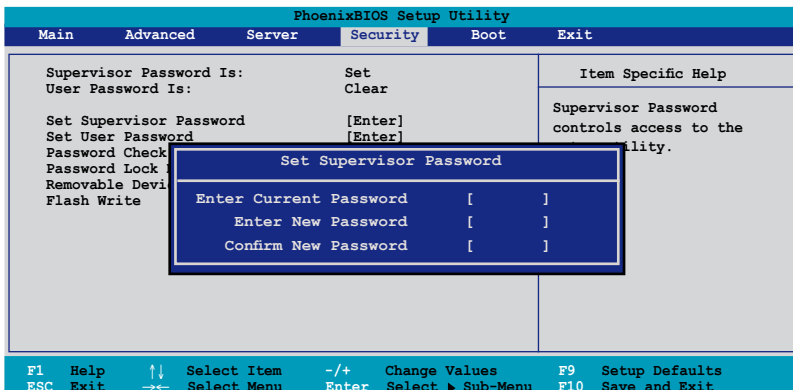 PhoenixBIOS Setup Utility
Main Advanced Server Security Boot Exit
Supervisor Password Is: Set
User Password Is: Clear
Set Supervisor Password [Enter]
Set User Password [Enter]
Password Check
Password Lock
Removable Devi
Flash Write
Item Specific Help
Supervisor Password
controls access to the
ility.
Set Supervisor Password
Enter Current Password [ ]
Enter New Password [ ]
Confirm New Password [ ]
F1 Help ↑↓ Select Item -/+ Change Values F9 Setup Defaults
ESC Exit →← Select Menu Enter Select ▶ Sub-Menu F10 Save and Exit